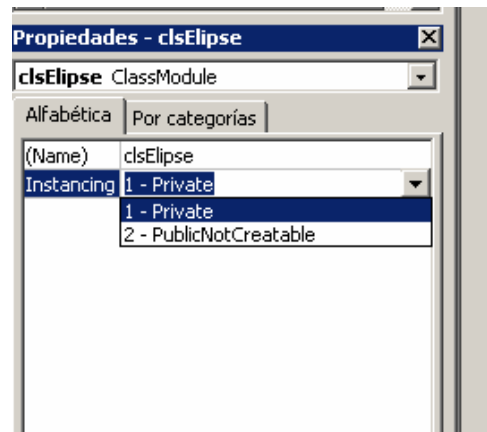 Propiedades - clsElipse
clsElipse ClassModule
Alfabética Por categorías
(Name) clsElipse
Instancing 1 - Private
1 - Private
2 - PublicNotCreatable